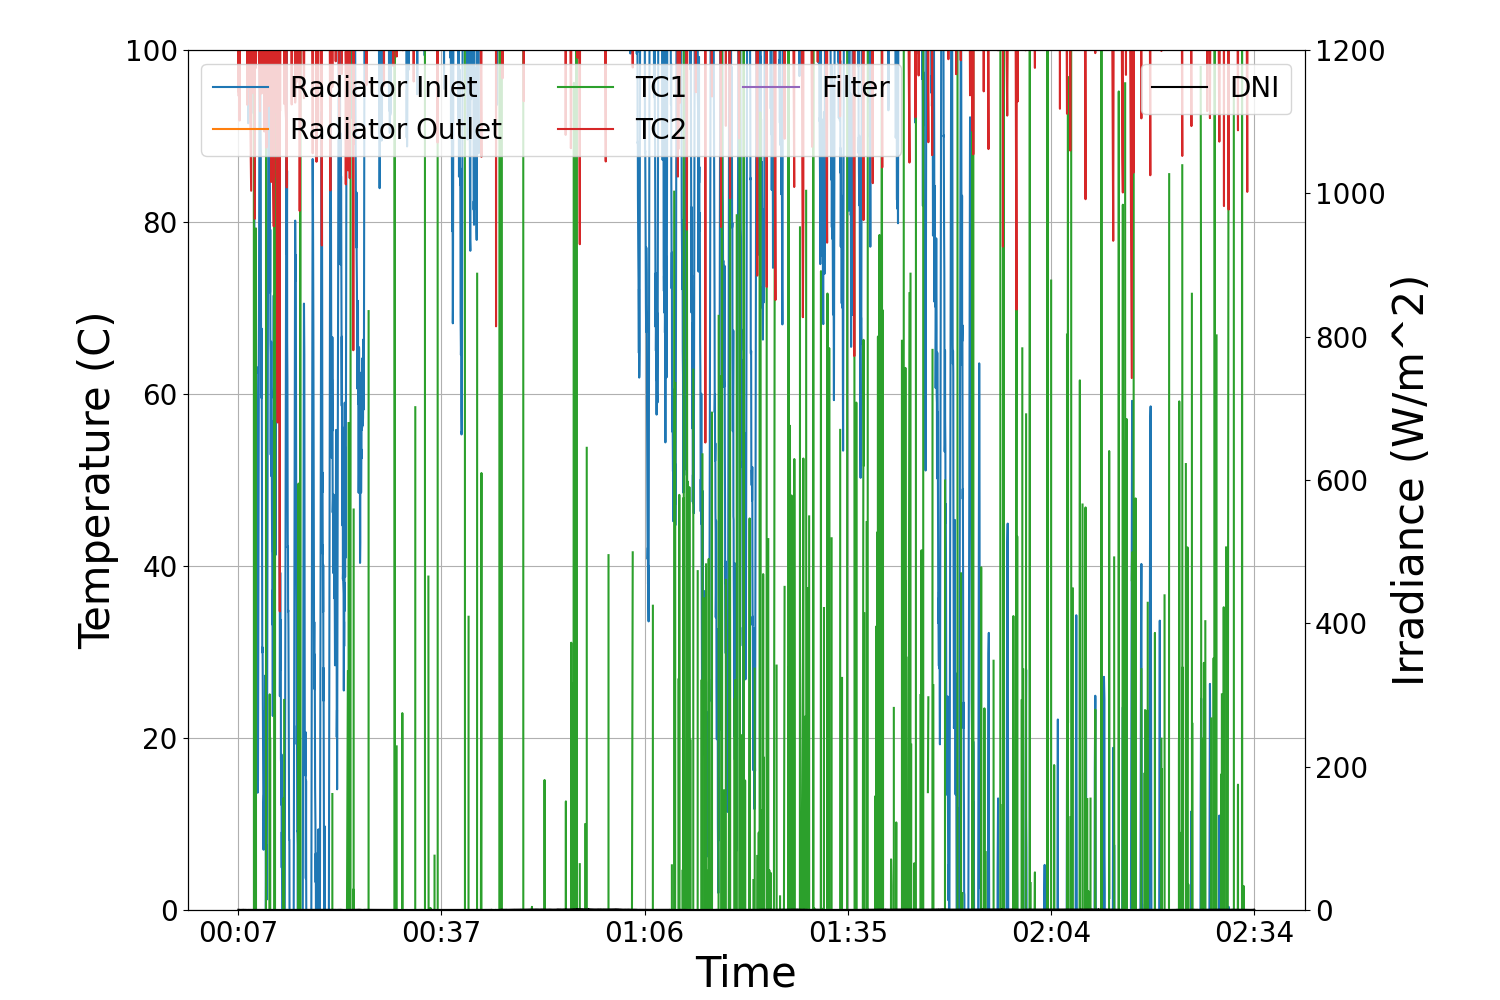 100
80
60
40
20
0
Temperature (C)
Radiator Inlet
Radiator Outlet
TC1
TC2
Filter
DNI
1200
1000
800
600
400
200
0
Irradiance (W/m^2)
00:07
00:37
01:06
01:35
02:04
02:34
Time